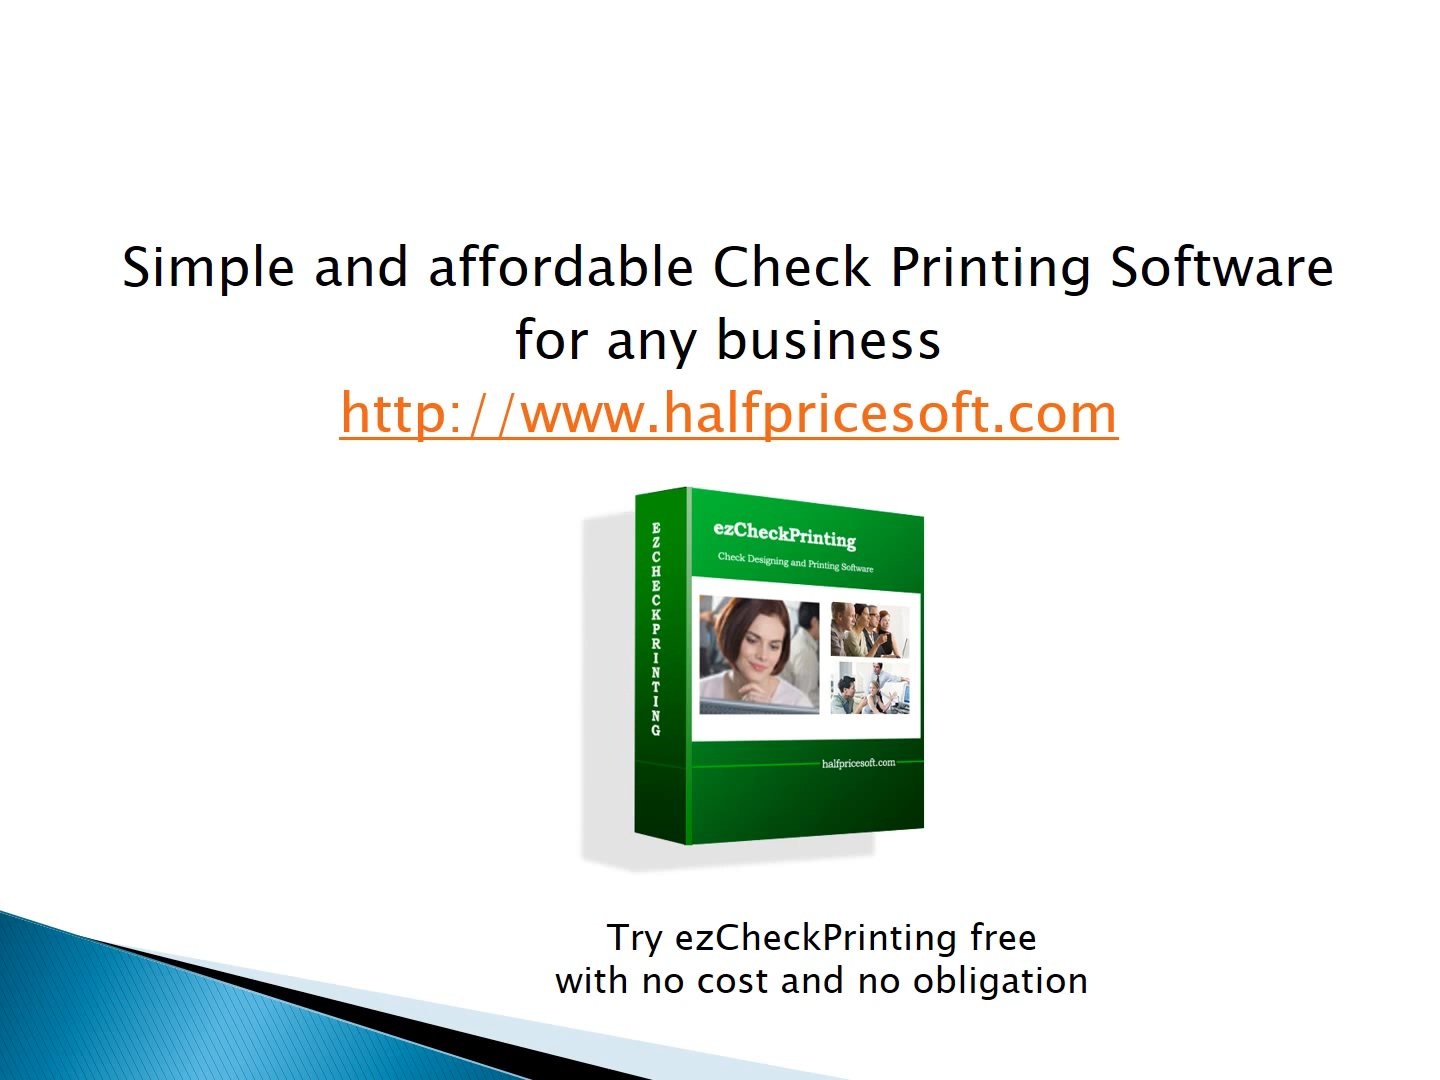 Simple and affordable Check Printing Software
for any business
http://www.halfpricesoft.com
EZCHECKPRINTING
ezCheckPrinting
Check Designing and Printing Software
halfpricesoft.com
Try ezCheckPrinting free
with no cost and no obligation